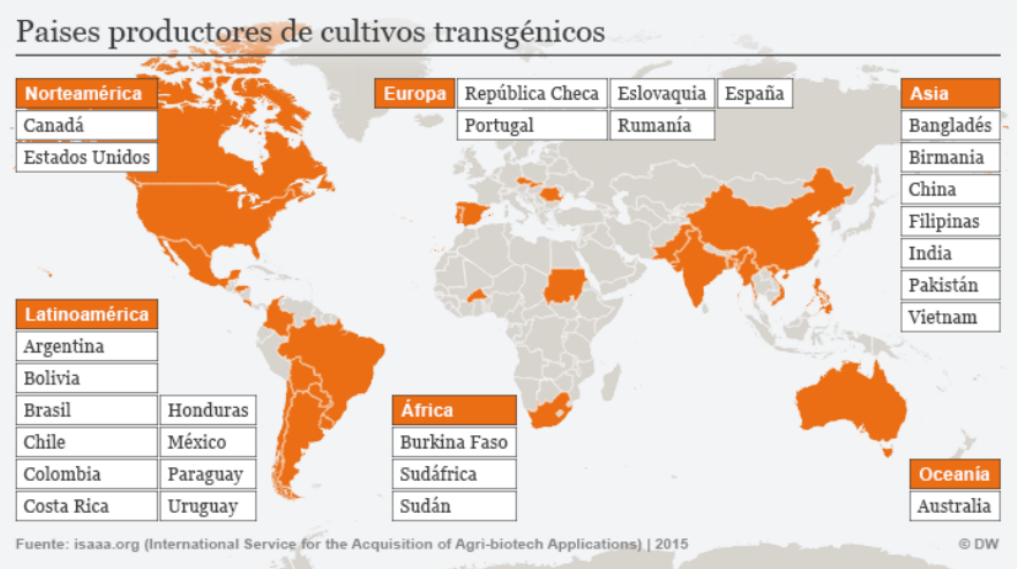 Paises productores de cultivos transgénicos
Norteamérica
Canadá
Estados Unidos
Europa
República Checa
Eslovaquia
España
Portugal
Rumanía
Asia
Bangladés
Birmania
China
Filipinas
India
Pakistán
Vietnam
Latinoamérica
Argentina
Bolivia
Brasil
Honduras
Chile
México
Colombia
Paraguay
Costa Rica
Uruguay
África
Burkina Faso
Sudáfrica
Sudán
Oceanía
Australia
Fuente: isaaa.org (International Service for the Acquisition of Agri-biotech Applications) | 2015
© DW